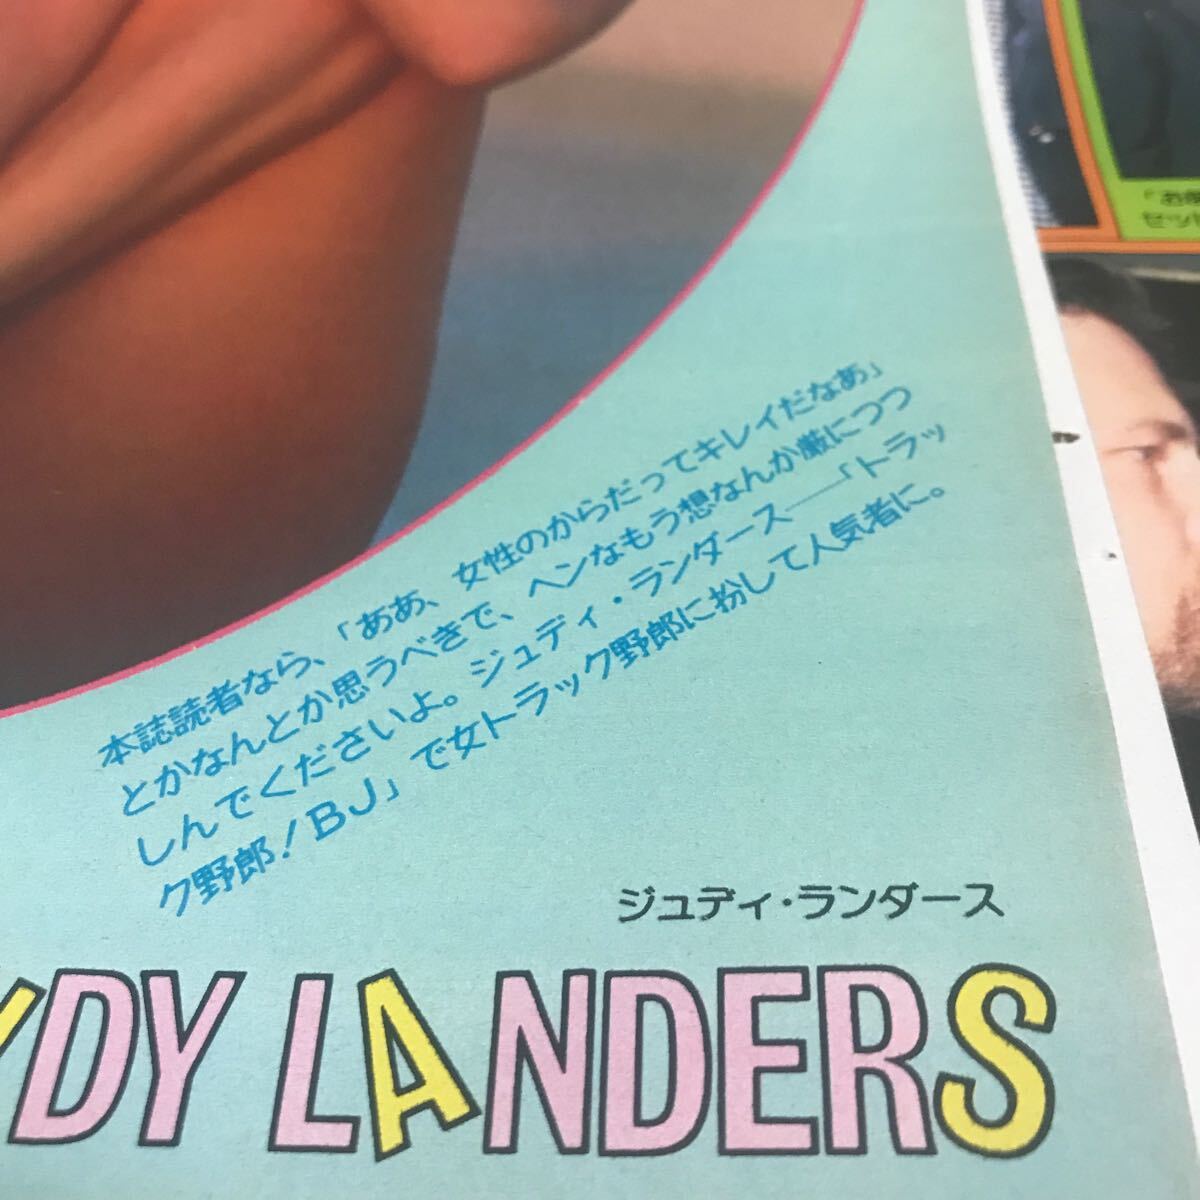 本誌読者なら、「ああ、女性のからだってキレイだなあ」
とかなんとか思うべきで、ヘンなもう想なんか厳につつ
しんでくださいよ。ジュディ・ランダース──「トラッ
ク野郎！BJ」で女トラック野郎に扮して人気者に。
ジュディ・ランダース
DY LANDERS
セット